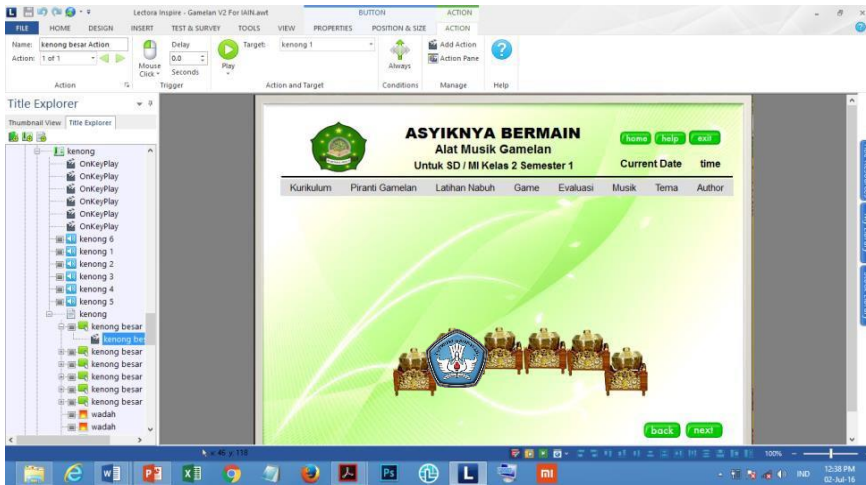 Lectora Inspire - Gamelan V2 For IAIN.awt
BUTTON
ACTION
FILE HOME DESIGN INSERT TEST & SURVEY TOOLS VIEW PROPERTIES POSITION & SIZE ACTION
Name: kenong besar Action
Action: 1 of 1
Action
Mouse Click
Delay
0.0
Seconds
Trigger
Play
Target: kenong 1
Action and Target
Always
Conditions
Add Action
Action Pane
Manage
Help
Title Explorer
Thumbnail View Title Explorer
kenong
OnKeyPlay
OnKeyPlay
OnKeyPlay
OnKeyPlay
OnKeyPlay
OnKeyPlay
kenong 6
kenong 1
kenong 2
kenong 3
kenong 4
kenong 5
kenong
kenong besar
kenong be
kenong besar
kenong besar
kenong besar
kenong besar
kenong besar
wadah
wadah
ASYIKNYA BERMAIN
Alat Musik Gamelan
Untuk SD / MI Kelas 2 Semester 1
home help exit
Current Date time
Kurikulum Piranti Gamelan Latihan Nabuh Game Evaluasi Musik Tema Author
back next
x: 46 y: 118
100%
IND
12:38 PM
02-Jul-16